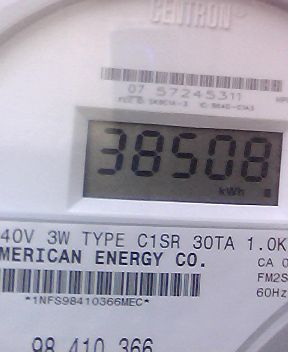 CENTRON
07 57245311
38508
kWh
40V 3W TYPE C1SR 30TA 1.0K
MERICAN ENERGY CO.
CA 0
*1NFS98410366MEC*
FM2S
60Hz
98 410 366